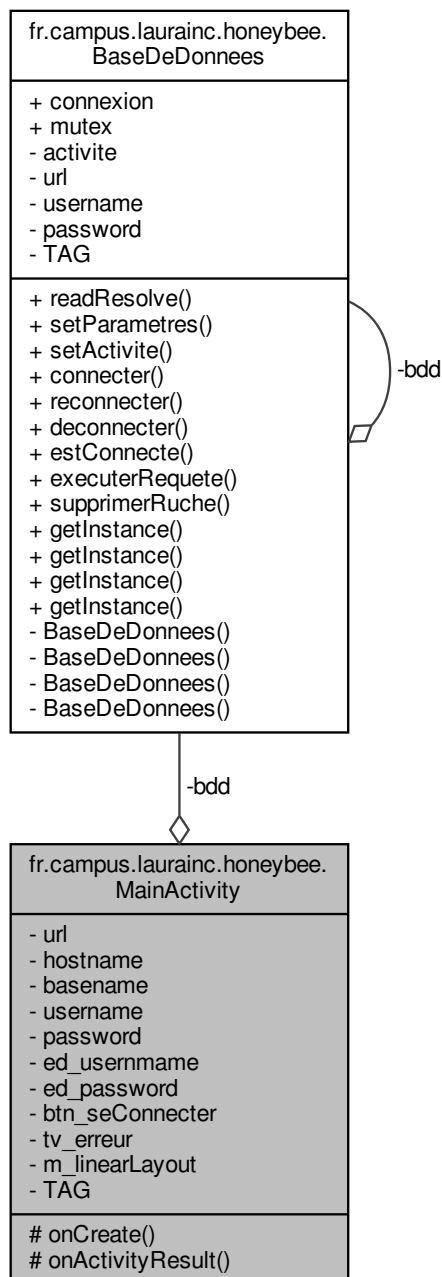 fr.campus.laurainc.honeybee.
BaseDeDonnees
+ connexion
+ mutex
- activite
- url
- username
- password
- TAG
+ readResolve()
+ setParametres()
+ setActivite()
+ connecter()
+ reconnecter()
+ deconnecter()
+ estConnecte()
+ executerRequete()
+ supprimerRuche()
+ getInstance()
+ getInstance()
+ getInstance()
+ getInstance()
- BaseDeDonnees()
- BaseDeDonnees()
- BaseDeDonnees()
- BaseDeDonnees()
-bdd
-bdd
fr.campus.laurainc.honeybee.
MainActivity
- url
- hostname
- basename
- username
- password
- ed_usernmame
- ed_password
- btn_seConnecter
- tv_erreur
- m_linearLayout
- TAG
# onCreate()
# onActivityResult()